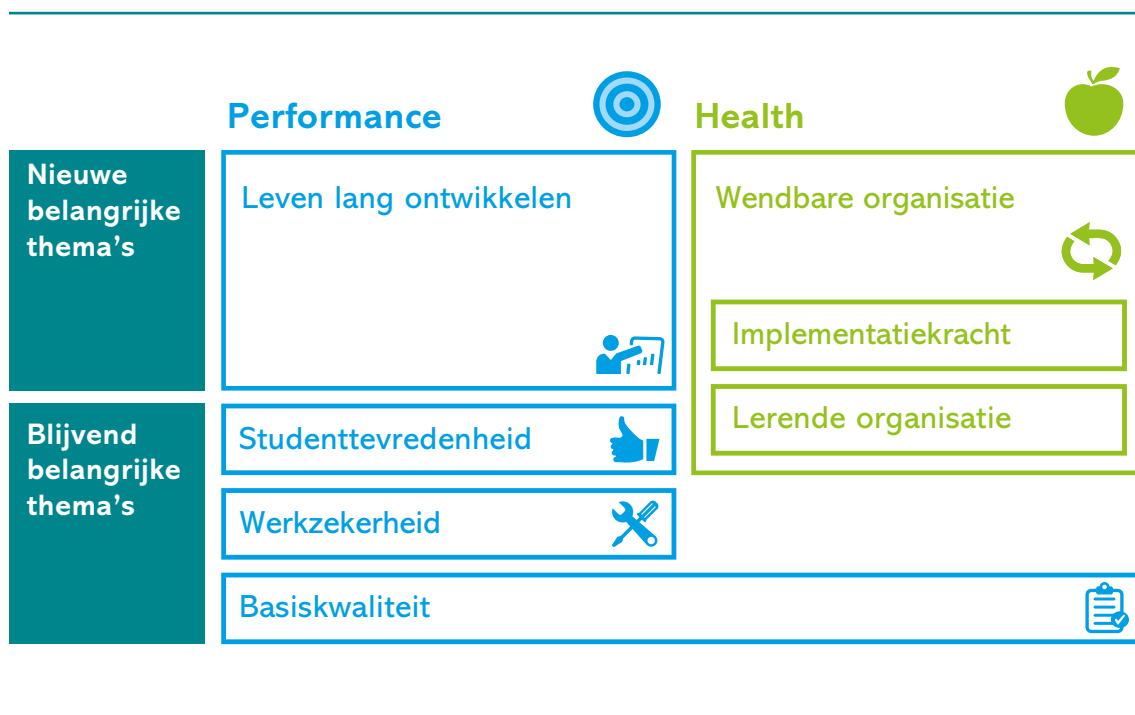 Performance
Health
Nieuwe
belangrijke
thema’s
Leven lang ontwikkelen
Wendbare organisatie
Implementatiekracht
Lerende organisatie
Blijvend
belangrijke
thema’s
Studenttevredenheid
Werkzekerheid
Basiskwaliteit